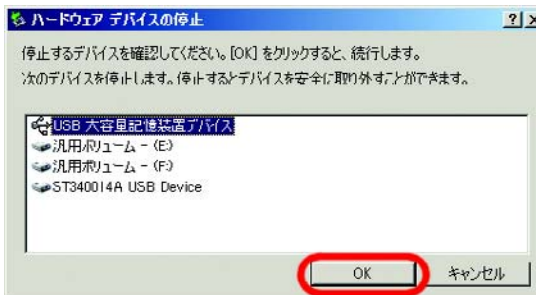 ハードウェア デバイスの停止
停止するデバイスを確認してください。[OK] をクリックすると、続行します。
次のデバイスを停止します。停止するとデバイスを安全に取り外すことができます。
USB 大容量記憶装置デバイス
汎用ボリューム - (E:)
汎用ボリューム - (F:)
ST340014A USB Device
OK
キャンセル